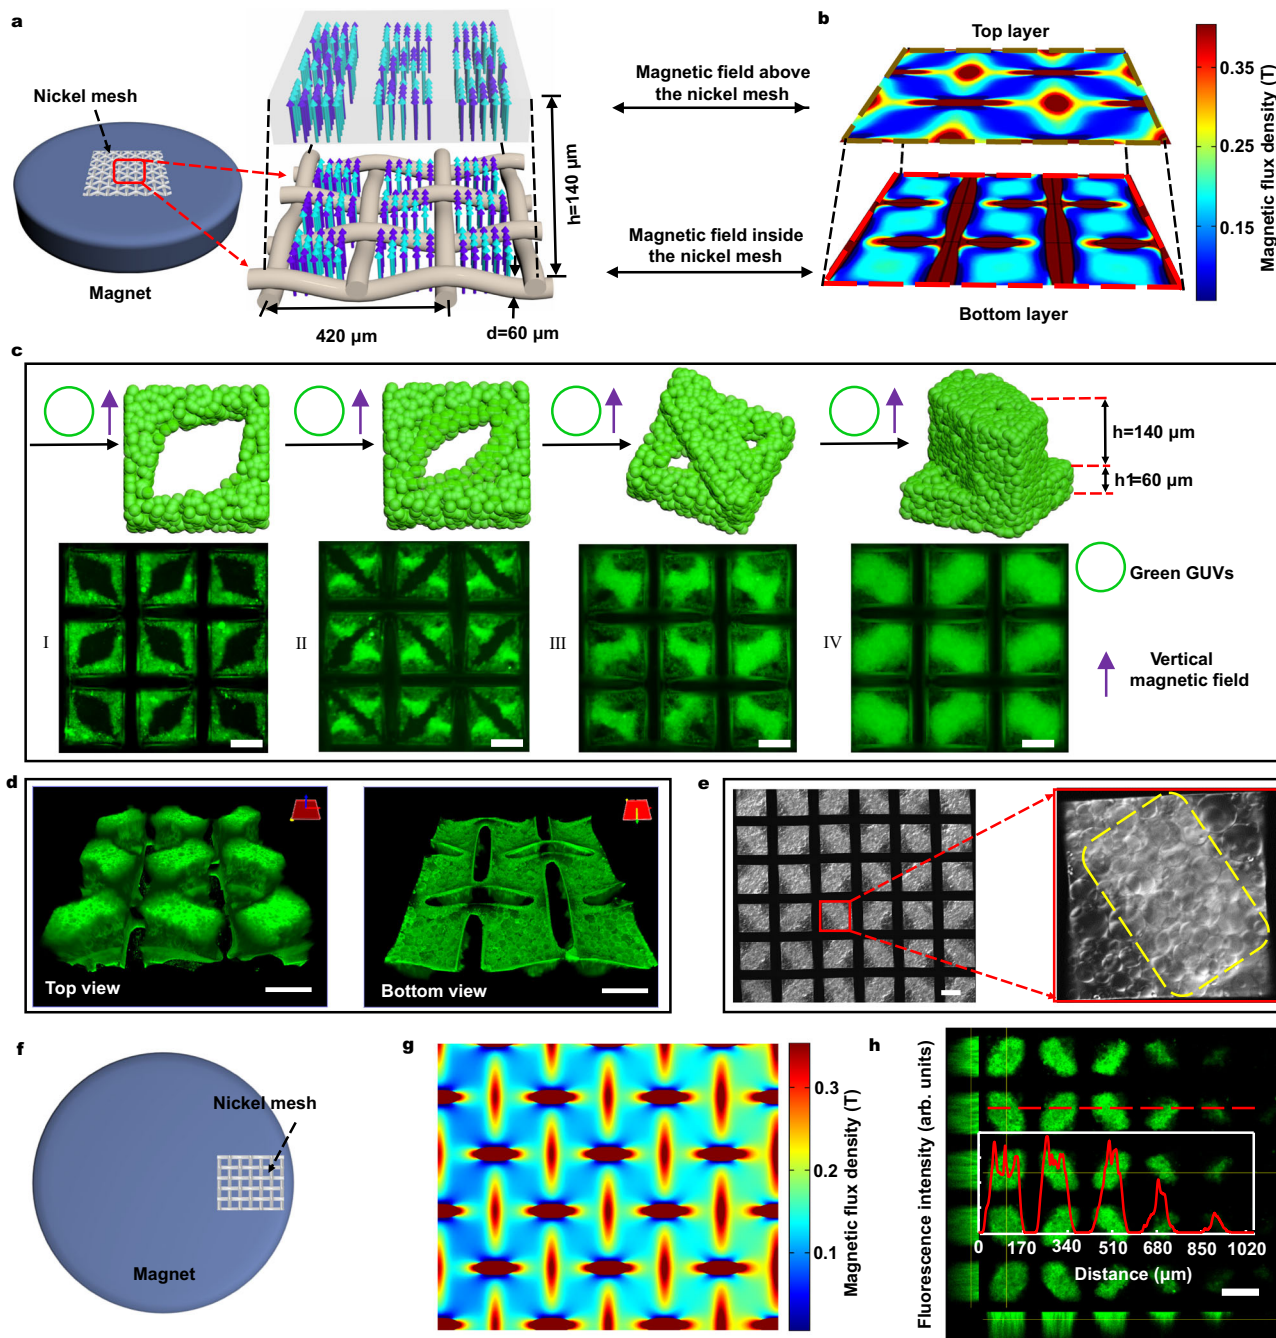 a
Nickel mesh
Magnet
h=140 μm
420 μm
d=60 μm
Magnetic field above
the nickel mesh
Magnetic field inside
the nickel mesh
b
Top layer
Bottom layer
0.35
0.25
0.15
Magnetic flux density (T)
c
h=140 μm
h1=60 μm
I
II
III
IV
Green GUVs
Vertical
magnetic field
d
Top view
Bottom view
e
f
Nickel mesh
Magnet
g
0.3
0.2
0.1
Magnetic flux density (T)
h
Fluorescence intensity (arb. units)
0 170 340 510 680 850 1020
Distance (μm)